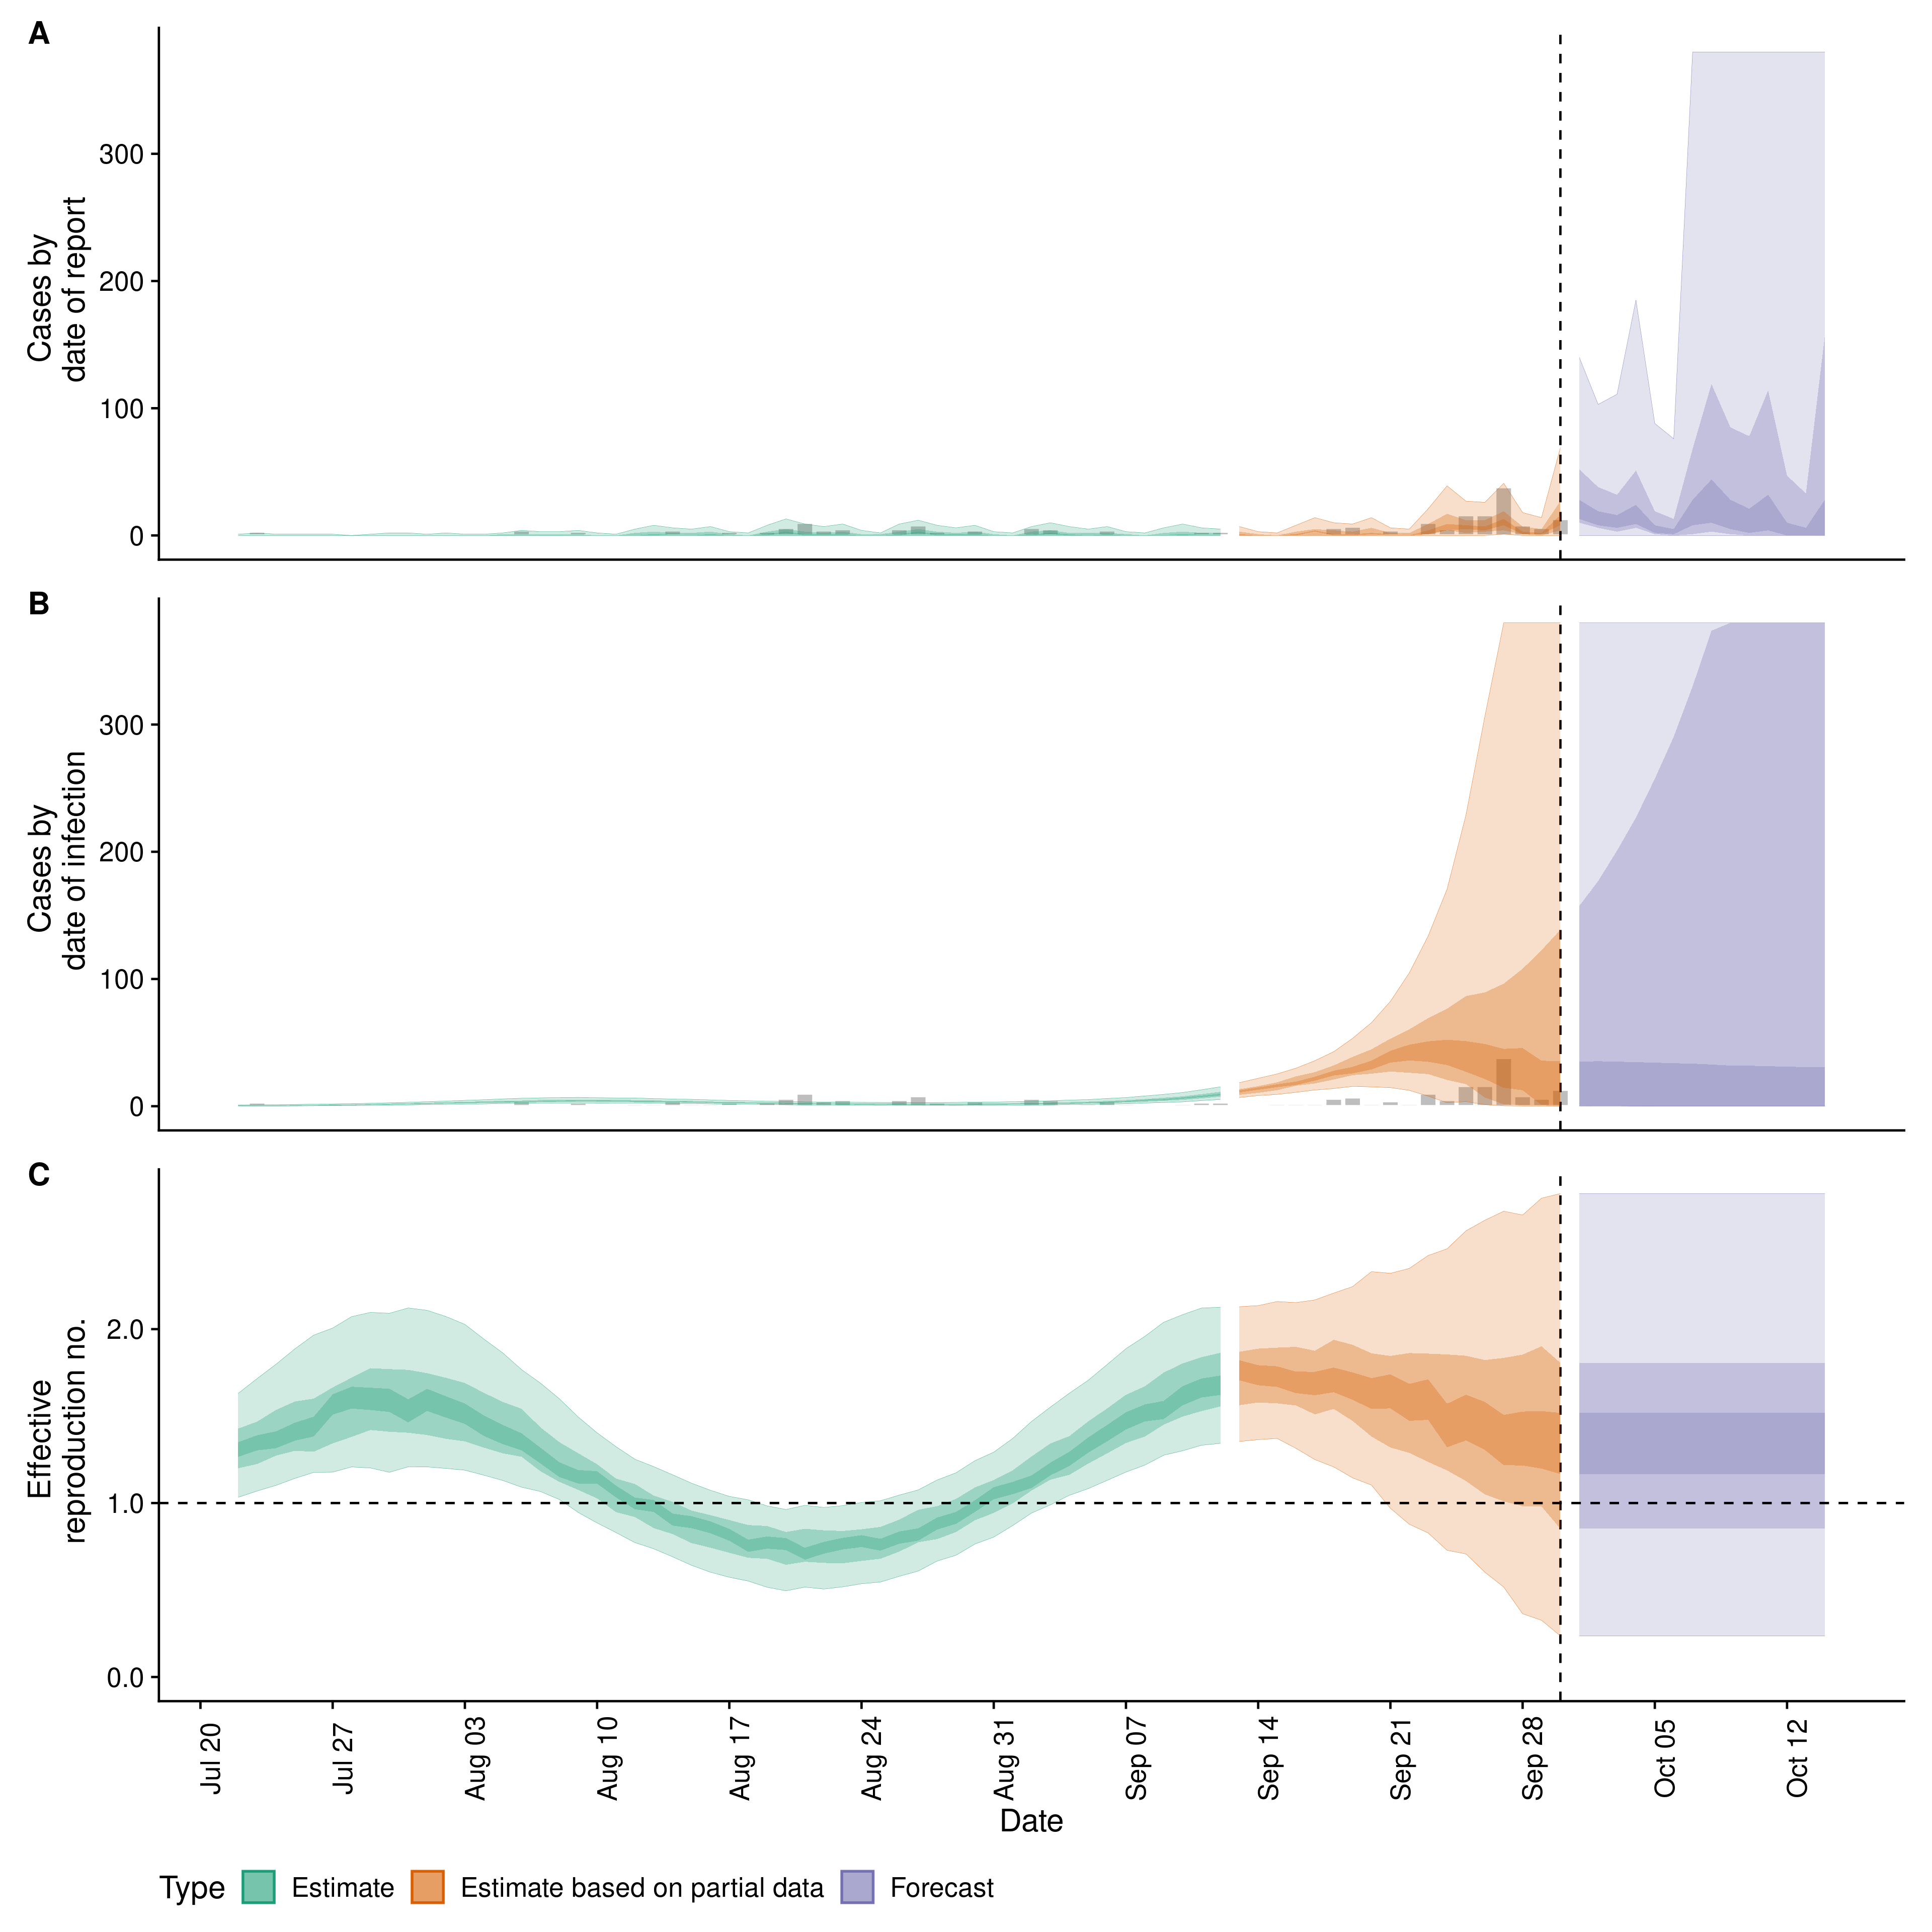 A
Cases by
date of report
300
200
100
0
B
Cases by
date of infection
300
200
100
0
C
Effective
reproduction no.
2.0
1.0
0.0
Jul 20
Jul 27
Aug 03
Aug 10
Aug 17
Aug 24
Aug 31
Sep 07
Sep 14
Sep 21
Sep 28
Oct 05
Oct 12
Date
Type Estimate Estimate based on partial data Forecast